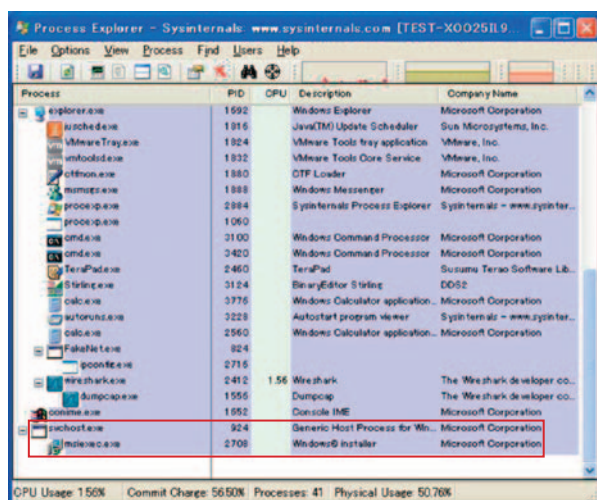 Process Explorer - Sysinternals: www.sysinternals.com [TEST-X0025IL9...
File Options View Process Find Users Help
Process PID CPU Description Company Name
explorer.exe 1692 Windows Explorer Microsoft Corporation
jusched.exe 1816 Java(TM) Update Scheduler Sun Microsystems, Inc.
VMwareTray.exe 1824 VMware Tools tray application VMware, Inc.
vmtoolsd.exe 1832 VMware Tools Core Service VMware, Inc.
ctfmon.exe 1880 CTF Loader Microsoft Corporation
msmsgs.exe 1888 Windows Messenger Microsoft Corporation
procexp.exe 2884 Sysinternals Process Explorer Sysinternals - www.sysinter...
procexp.exe 1060
cmd.exe 3100 Windows Command Processor Microsoft Corporation
cmd.exe 3420 Windows Command Processor Microsoft Corporation
TeraPad.exe 2460 TeraPad Susumu Terao Software Lib...
Stirling.exe 3124 BinaryEditor Stirling DDS2
calc.exe 3776 Windows Calculator application... Microsoft Corporation
autoruns.exe 3228 Autostart program viewer Sysinternals - www.sysinter...
calc.exe 2560 Windows Calculator application... Microsoft Corporation
FakeNet.exe 824
ipconfig.exe 2716
wireshark.exe 2412 1.56 Wireshark The Wireshark developer co...
dumpcap.exe 1556 Dumpcap The Wireshark developer co...
conime.exe 1652 Console IME Microsoft Corporation
svchost.exe 924 Generic Host Process for Win... Microsoft Corporation
msiexec.exe 2708 Windows® installer Microsoft Corporation
CPU Usage: 1.56% Commit Charge: 56.50% Processes: 41 Physical Usage: 50.76%